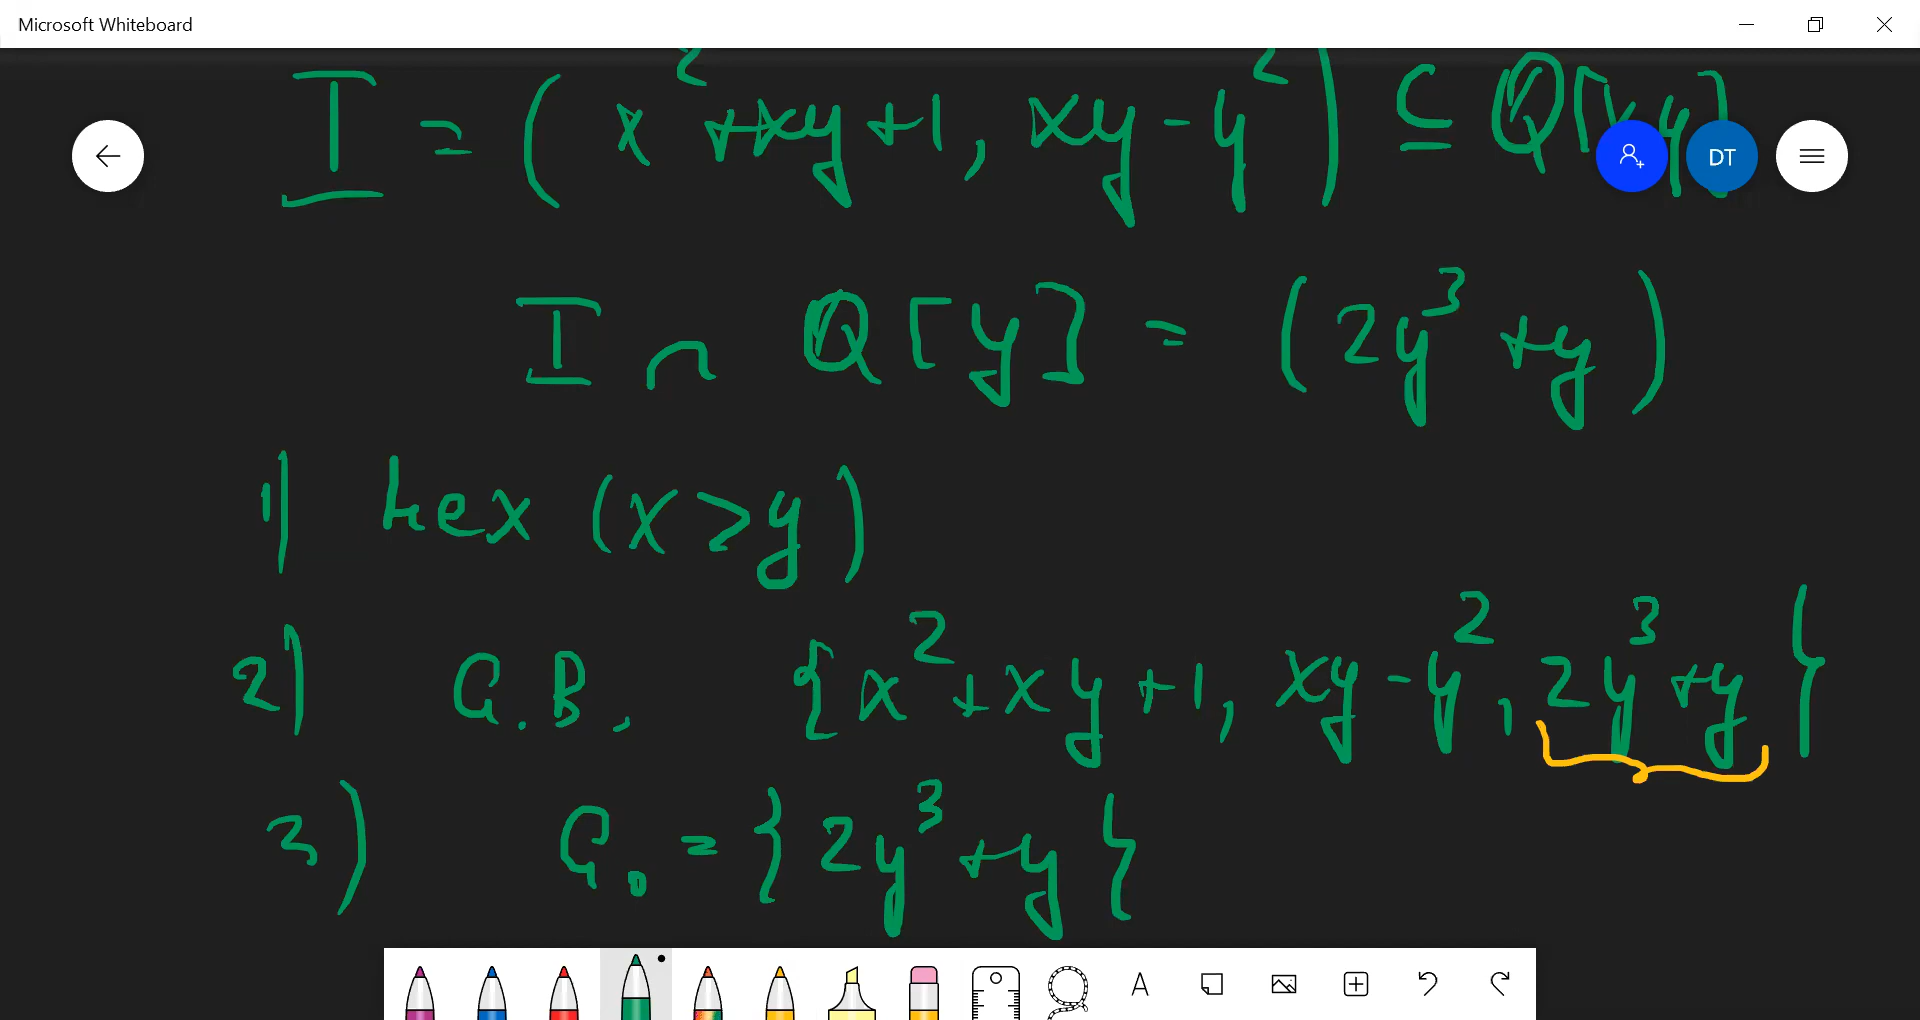 Microsoft Whiteboard
I = (x² + xy + 1, xy - y²) ⊆ Q[x, y]
DT
I ∩ Q[y] = (2y³ + y)
1) Lex (x > y)
2) G.B. {x² + xy + 1, xy - y², 2y³ + y}
3) G₀ = {2y³ + y}
A